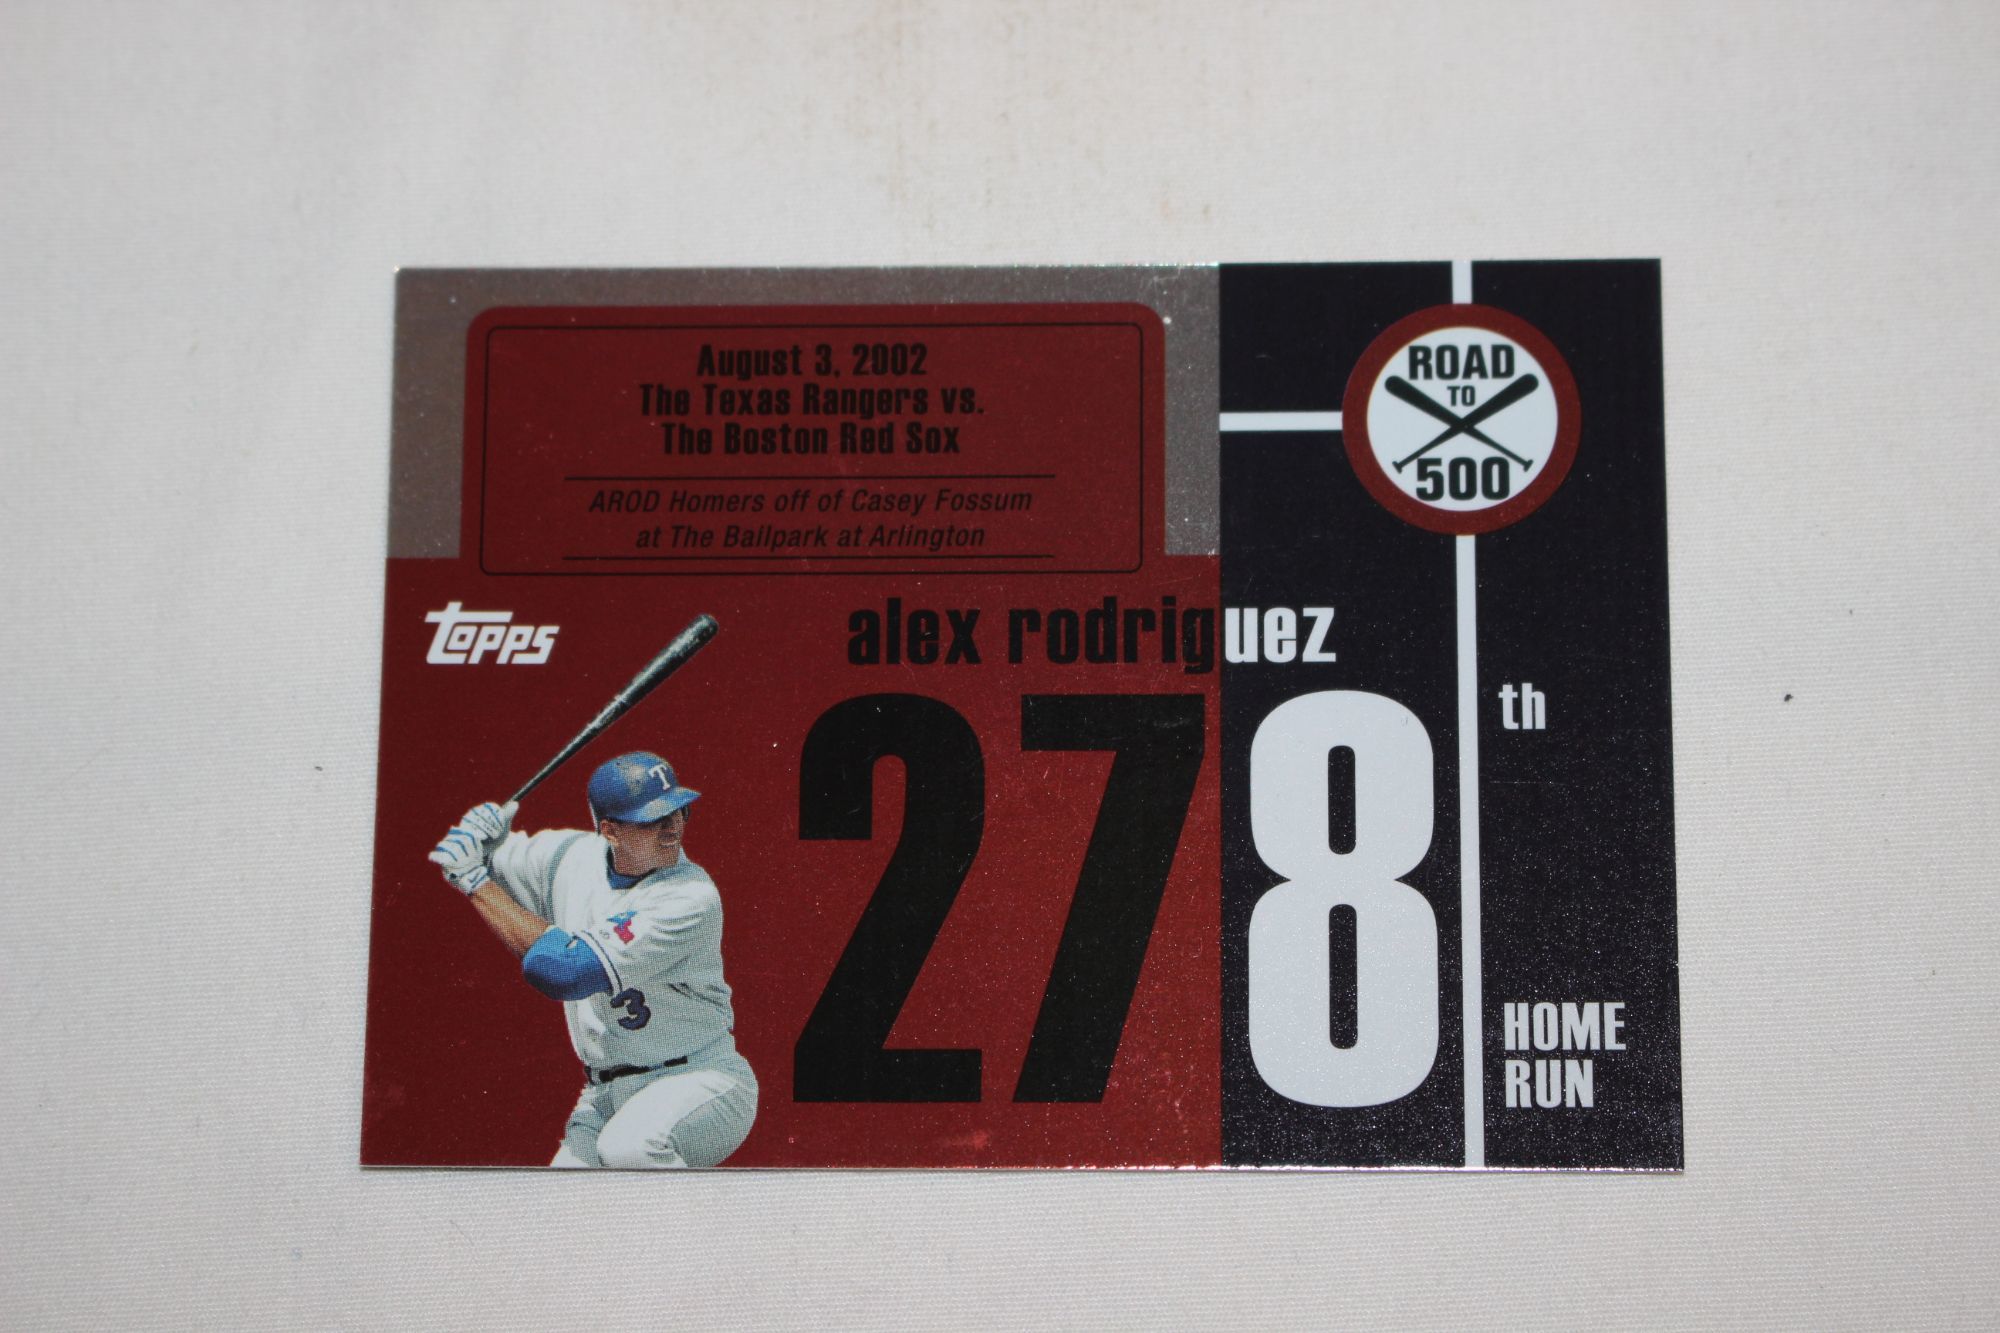 August 3, 2002
The Texas Rangers vs.
The Boston Red Sox
AROD Homers off of Casey Fossum
at The Ballpark at Arlington
ROAD
TO
500
Topps
alex rodriguez
278
th
HOME
RUN
T
3